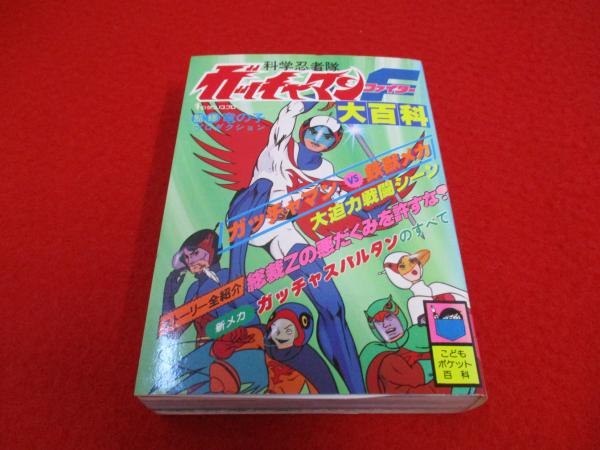 科学忍者隊
ガッチャマン
ファイター
F
大百科
竜の子
プロダクション
ガッチャマンVS鉄獣メカ
大迫力戦闘シーン
総裁Zの悪だくみを許すな
ストーリー全紹介
新メカ
ガッチャスパルタンのすべて
こども
ポケット
百科